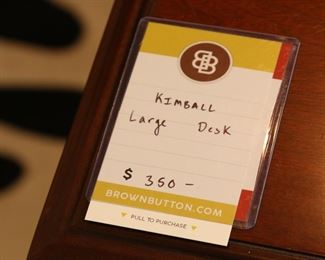 BB
KIMBALL
Large Desk
$ 350 -
BROWNBUTTON.COM
PULL TO PURCHASE